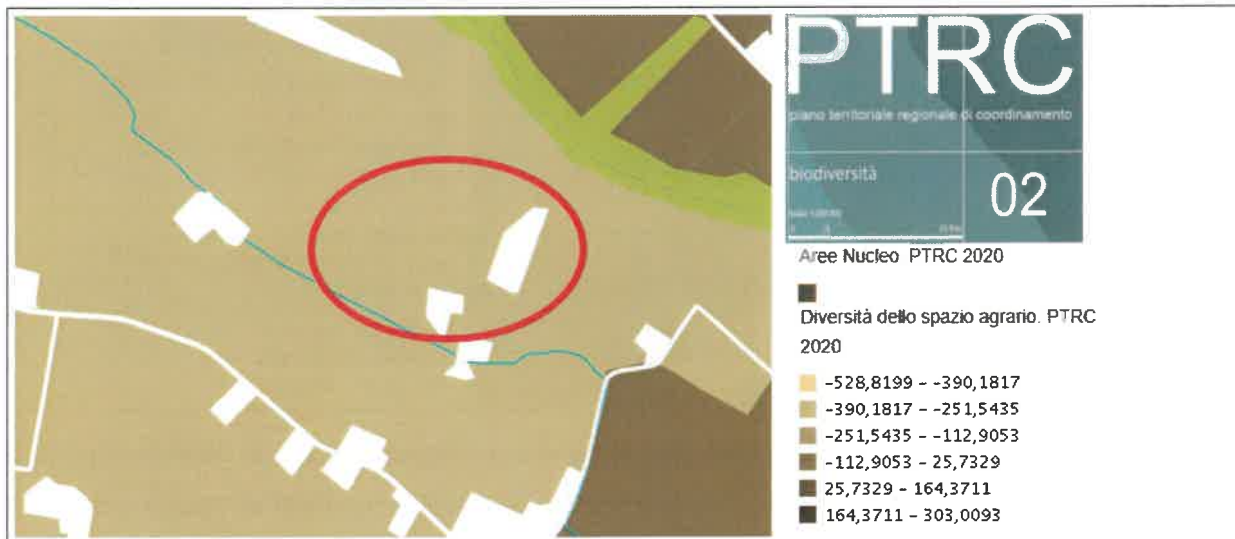 PTRC
piano territoriale regionale di coordinamento
biodiversità
02
Aree Nucleo PTRC 2020
Diversità dello spazio agrario. PTRC
2020
-528,8199 - -390,1817
-390,1817 - -251,5435
-251,5435 - -112,9053
-112,9053 - 25,7329
25,7329 - 164,3711
164,3711 - 303,0093